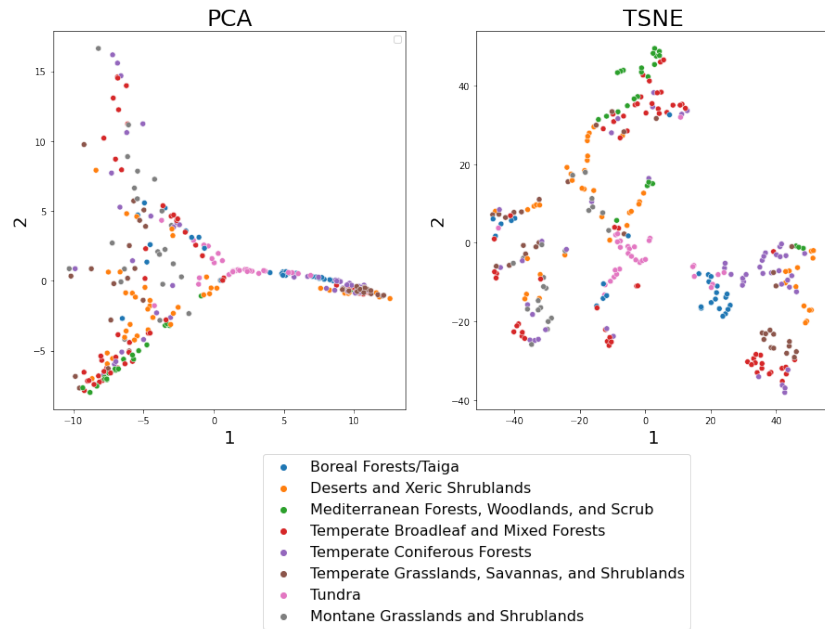 PCA
TSNE
15
10
5
0
−5
2
−10
−5
0
5
10
1
40
20
0
−20
−40
2
−40
−20
0
20
40
1
Boreal Forests/Taiga
Deserts and Xeric Shrublands
Mediterranean Forests, Woodlands, and Scrub
Temperate Broadleaf and Mixed Forests
Temperate Coniferous Forests
Temperate Grasslands, Savannas, and Shrublands
Tundra
Montane Grasslands and Shrublands